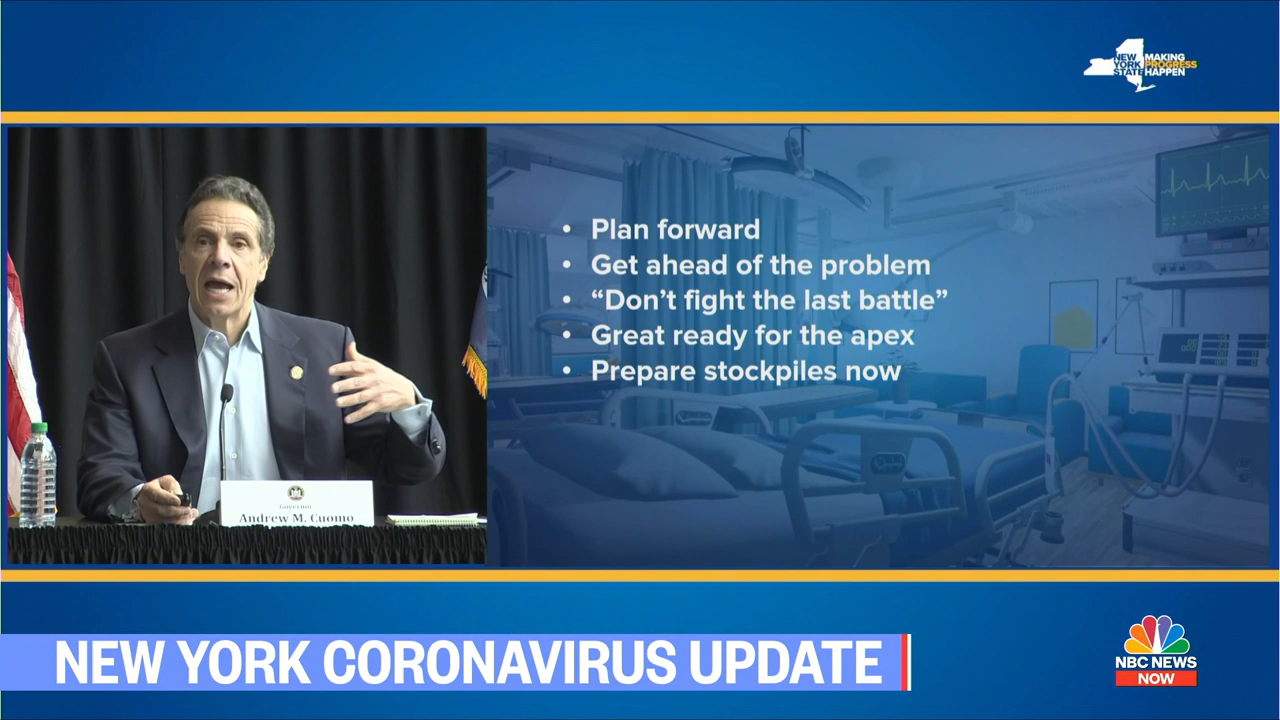 NEW YORK STATE
MAKING PROGRESS HAPPEN
• Plan forward
• Get ahead of the problem
• “Don’t fight the last battle”
• Great ready for the apex
• Prepare stockpiles now
Governor
Andrew M. Cuomo
NEW YORK CORONAVIRUS UPDATE
NBC NEWS
NOW